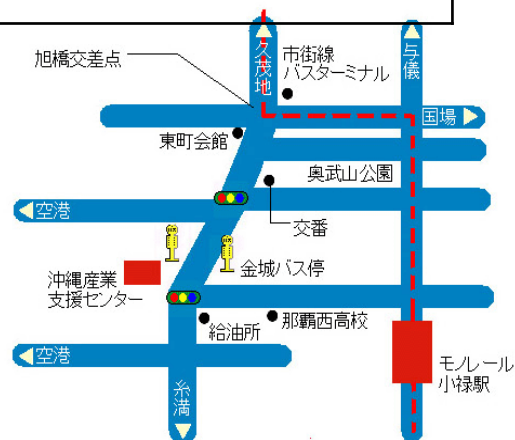 久茂地
与儀
旭橋交差点
市街線
バスターミナル
国場
東町会館
奥武山公園
空港
交番
金城バス停
沖縄産業
支援センター
給油所
那覇西高校
空港
モノレール
小禄駅
糸満